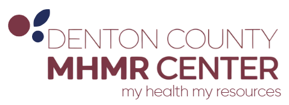 DENTON COUNTY
MHMR CENTER
my health my resources